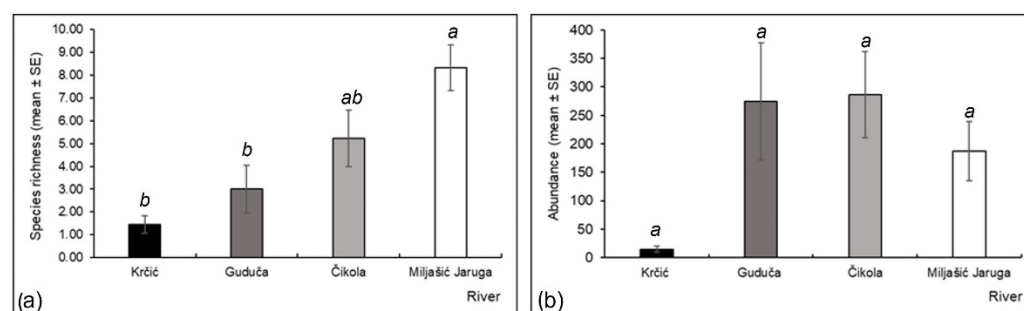 Species richness (mean ± SE)
10.00
9.00
8.00
7.00
6.00
5.00
4.00
3.00
2.00
1.00
0.00
b
b
ab
a
Krčić
Guduča
Čikola
Miljašić Jaruga
River
(a)
Abundance (mean ± SE)
400
350
300
250
200
150
100
50
0
a
a
a
a
Krčić
Guduča
Čikola
Miljašić Jaruga
River
(b)